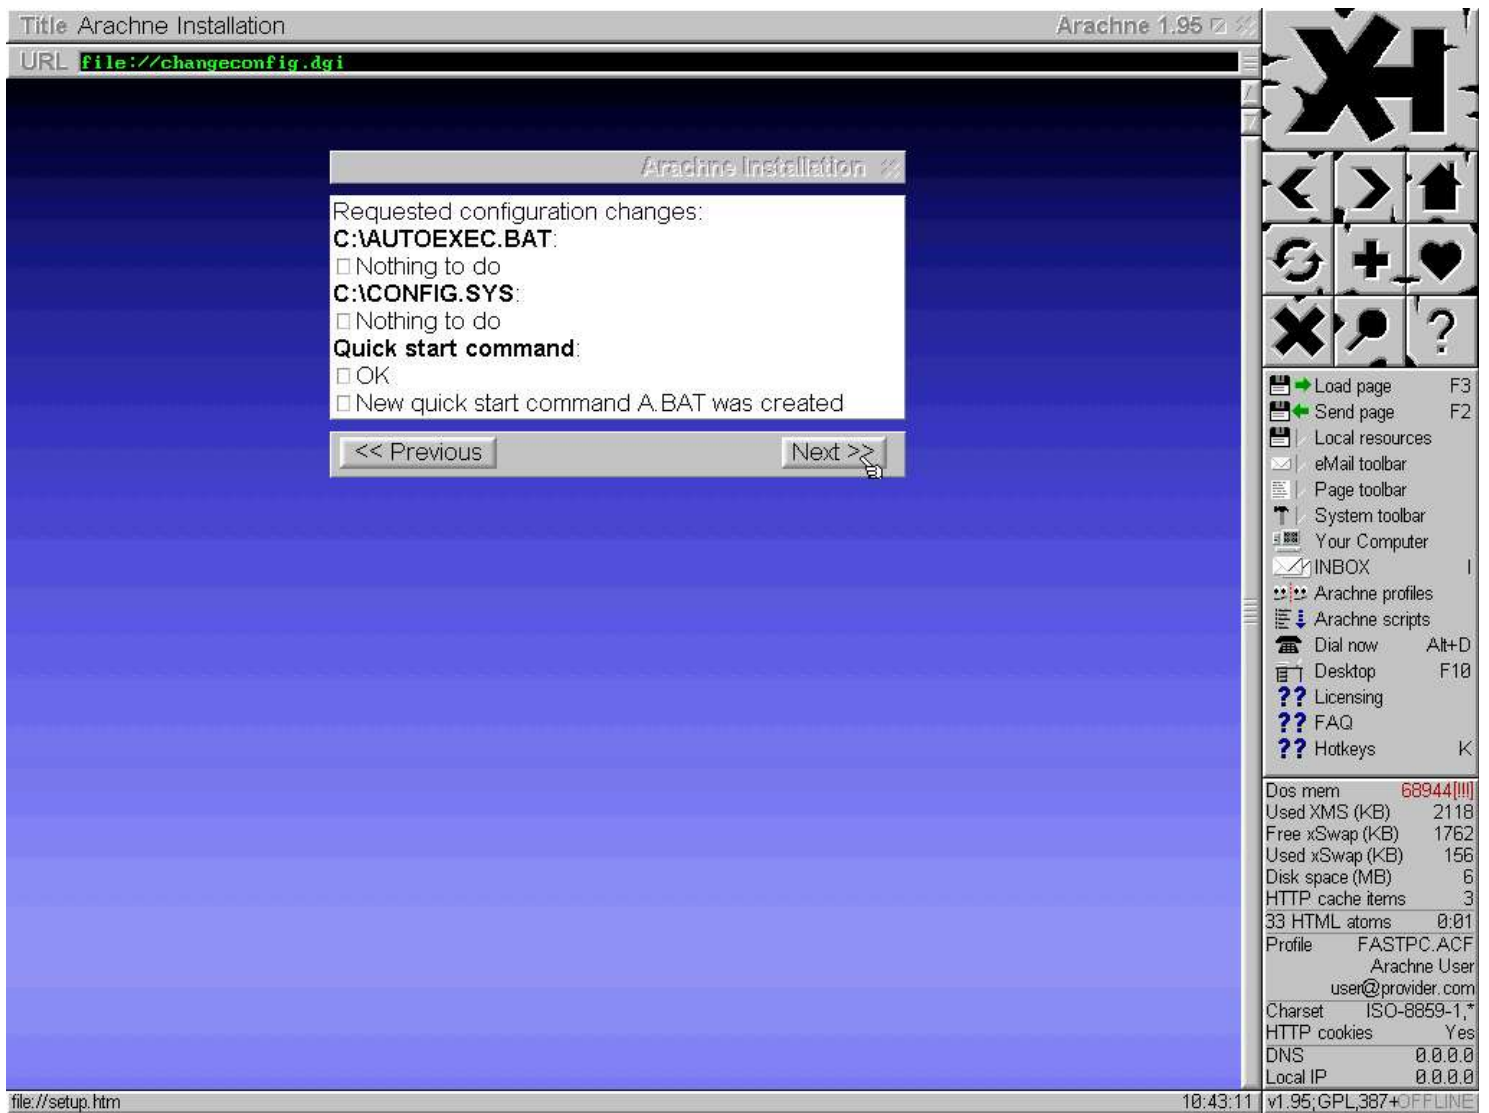 Title Arachne Installation Arachne 1.95
URL file://changeconfig.dgi
Arachne Installation
Requested configuration changes:
C:\AUTOEXEC.BAT:
Nothing to do
C:\CONFIG.SYS:
Nothing to do
Quick start command:
OK
New quick start command A.BAT was created
<< Previous Next >>
Load page F3
Send page F2
Local resources
eMail toolbar
Page toolbar
System toolbar
Your Computer
INBOX I
Arachne profiles
Arachne scripts
Dial now Alt+D
Desktop F10
?? Licensing
?? FAQ
?? Hotkeys K
Dos mem 68944[!!!]
Used XMS (KB) 2118
Free xSwap (KB) 1762
Used xSwap (KB) 156
Disk space (MB) 6
HTTP cache items 3
33 HTML atoms 0:01
Profile FASTPC.ACF
Arachne User
user@provider.com
Charset ISO-8859-1,*
HTTP cookies Yes
DNS 0.0.0.0
Local IP 0.0.0.0
file://setup.htm 10:43:11 v1.95;GPL,387+OFFLINE